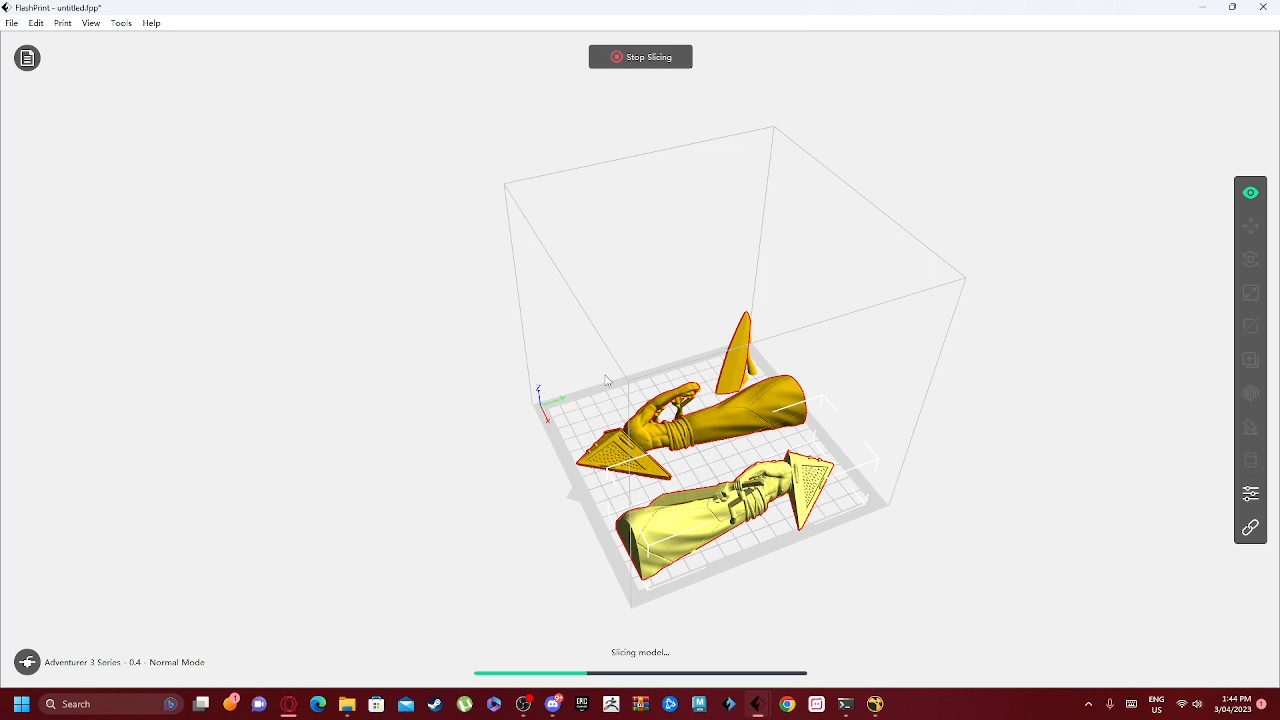 FlashPrint - untitled.fpp*
File Edit Print View Tools Help
Stop Slicing
Z
X
Slicing model...
Adventurer 3 Series - 0.4 - Normal Mode
Search
ENG
US
1:44 PM
3/04/2023